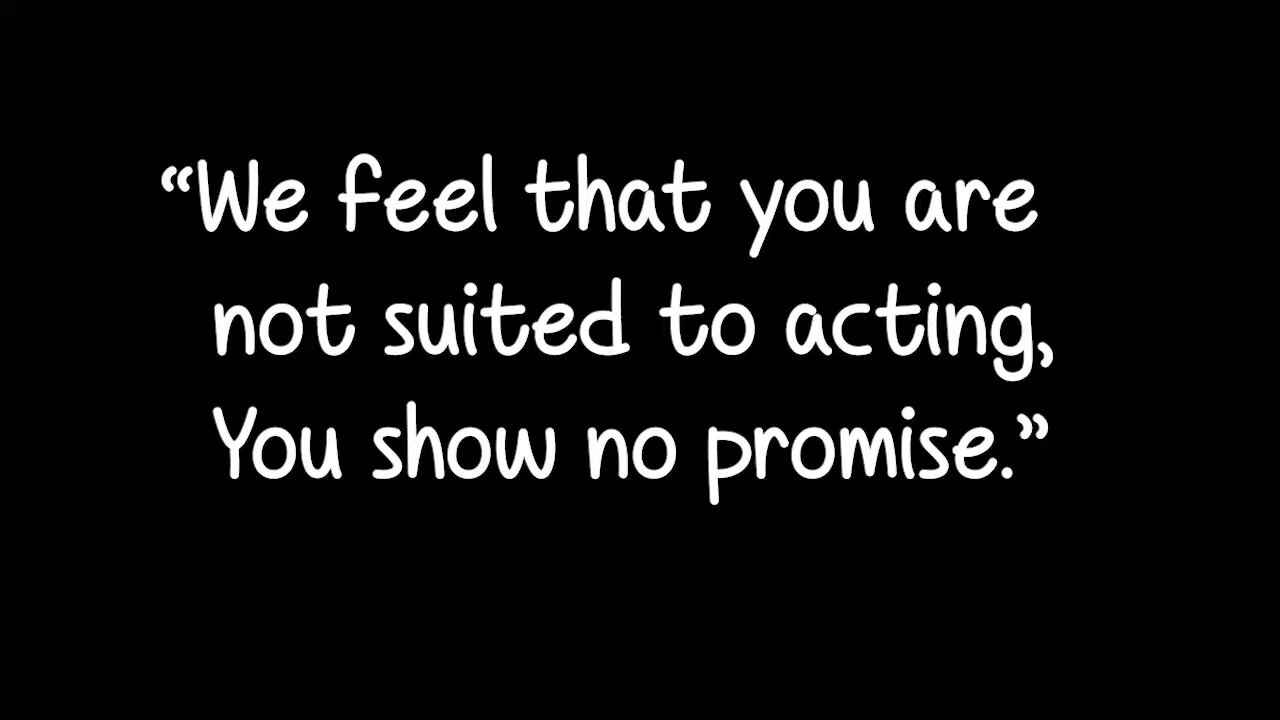 “We feel that you are
not suited to acting,
You show no promise.”